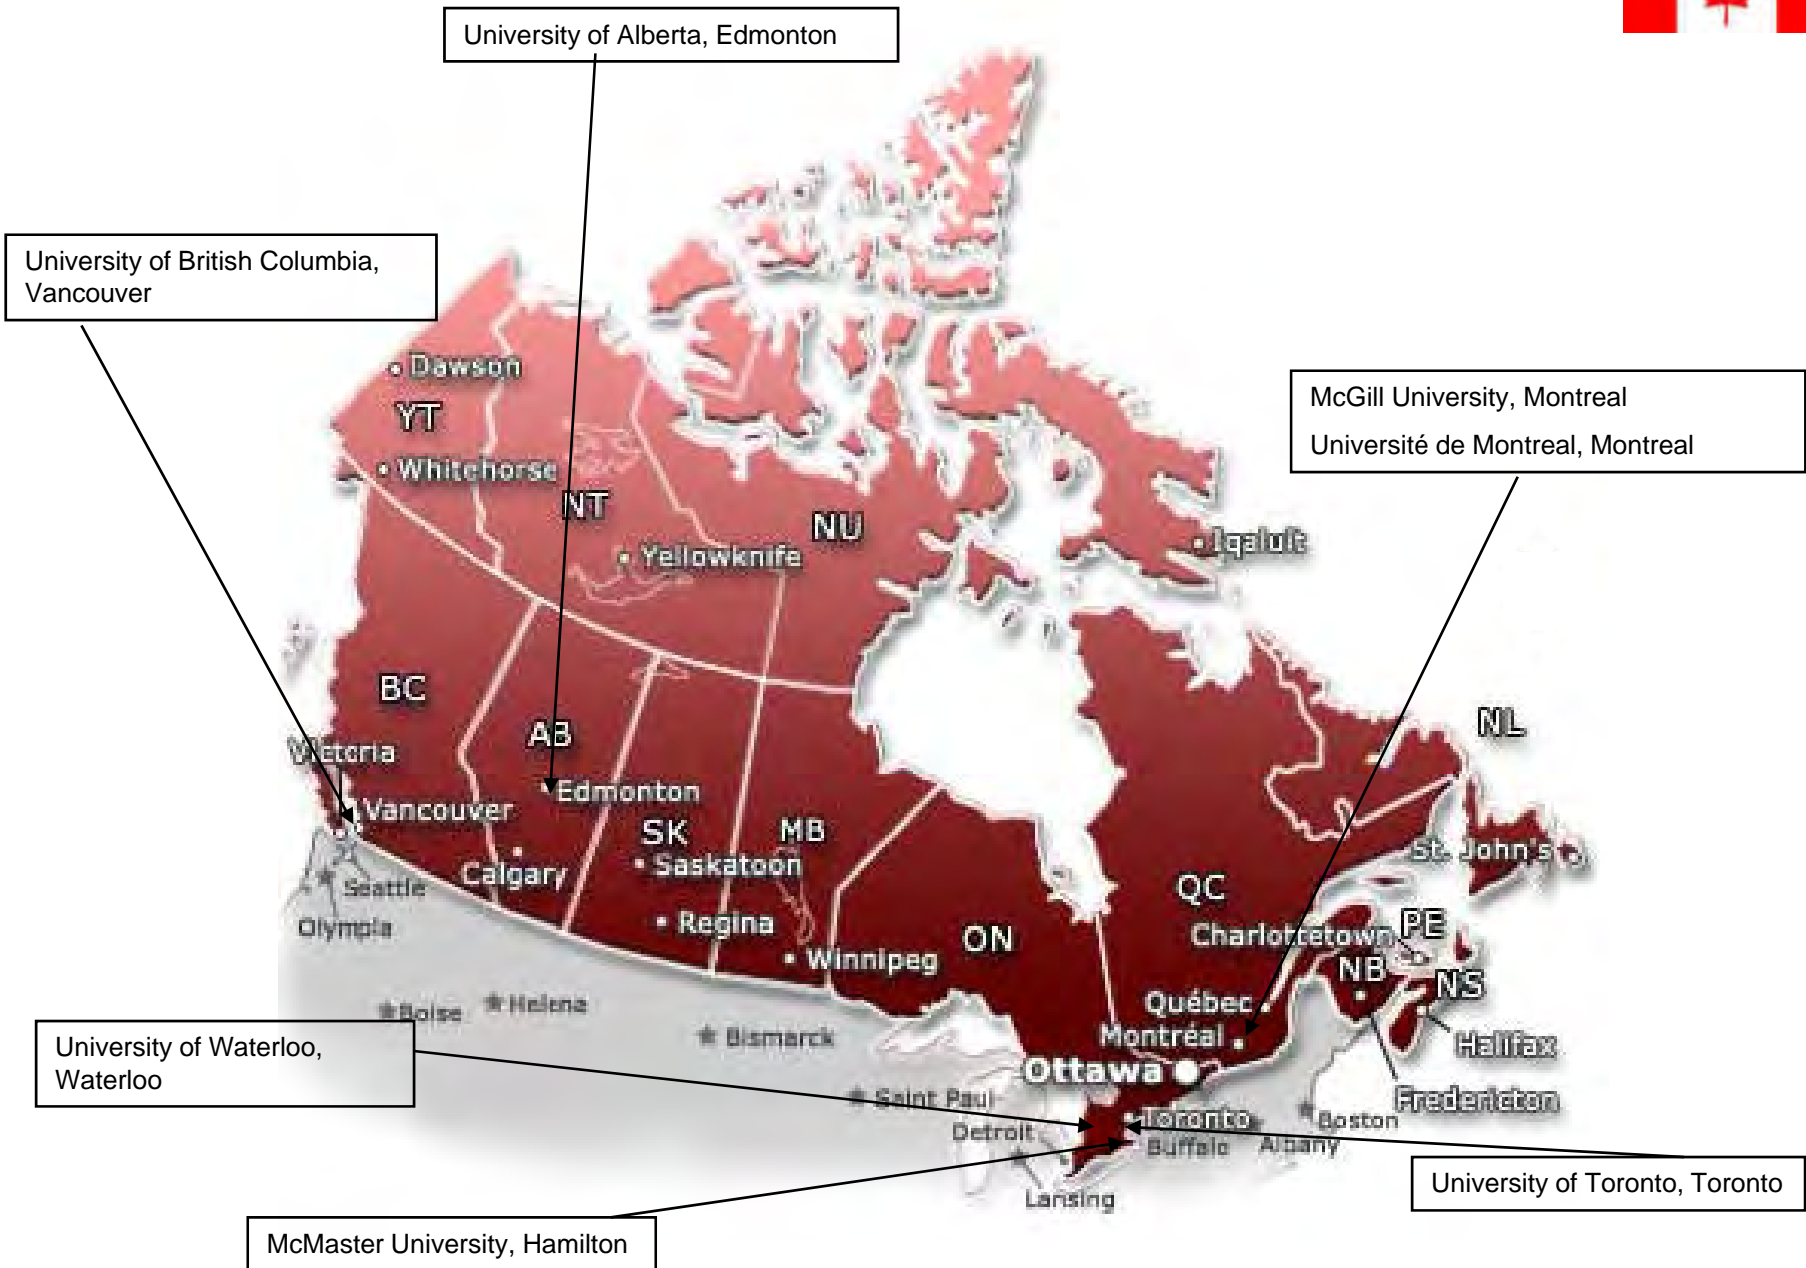 University of Alberta, Edmonton
University of British Columbia,
Vancouver
Dawson
YT
Whitehorse
NT
NU
Yellowknife
Iqaluit
McGill University, Montreal
Université de Montreal, Montreal
BC
AB
NL
Victoria
Vancouver
Edmonton
SK
MB
Saskatoon
St. John's
Calgary
Seattle
QC
Regina
Charlottetown
PE
Olympia
ON
Winnipeg
NB
NS
Québec
Boise
Helena
Bismarck
Montréal
Halifax
University of Waterloo,
Waterloo
Ottawa
Saint Paul
Fredericton
Toronto
Boston
Detroit
Buffalo
Albany
Lansing
University of Toronto, Toronto
McMaster University, Hamilton